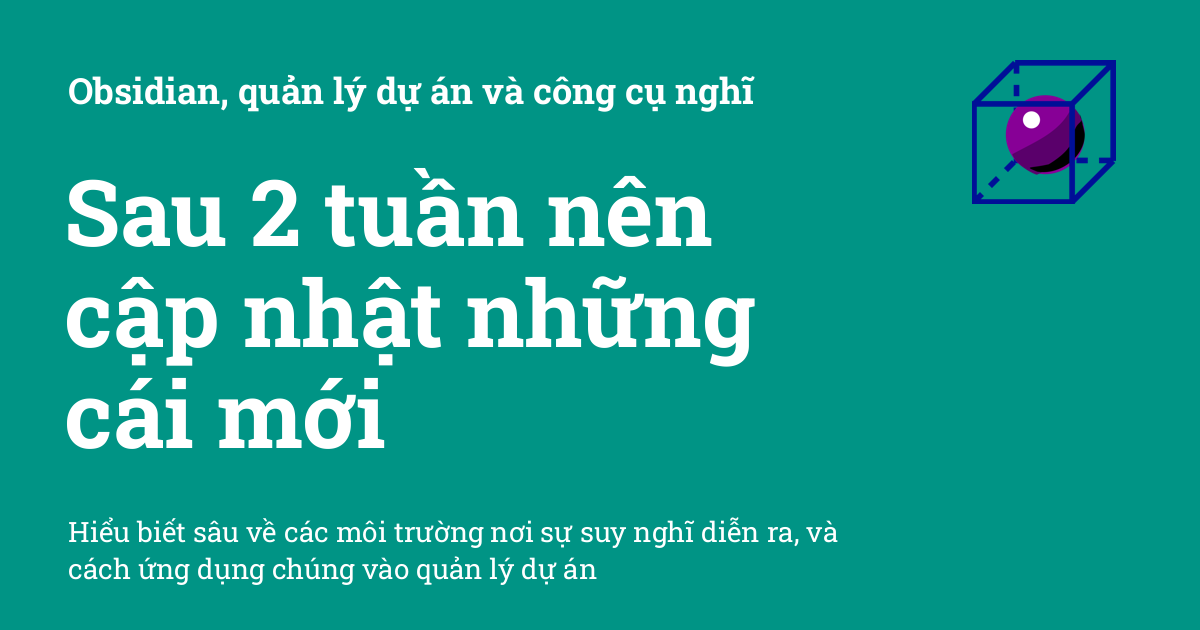 Obsidian, quản lý dự án và công cụ nghĩ
Sau 2 tuần nên
cập nhật những
cái mới
Hiểu biết sâu về các môi trường nơi sự suy nghĩ diễn ra, và
cách ứng dụng chúng vào quản lý dự án